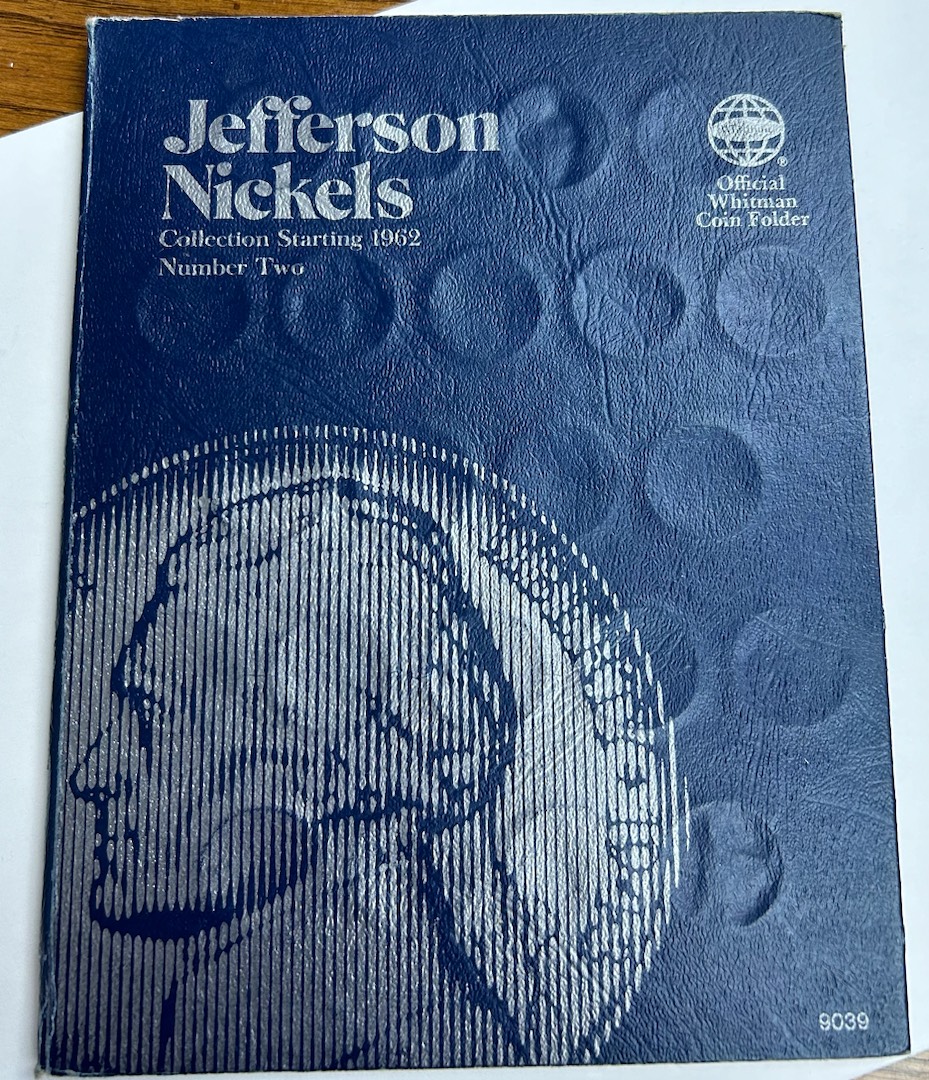 Jefferson
Nickels
Collection Starting 1962
Number Two
®
Official
Whitman
Coin Folder
9039